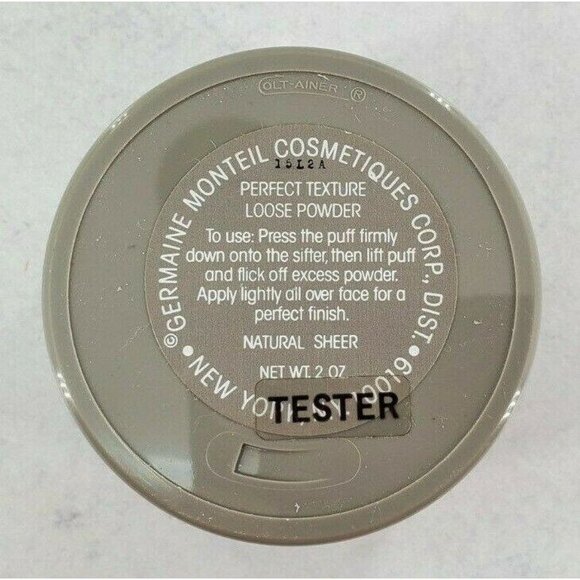 OLT-AINER ®
©GERMAINE MONTEIL COSMETIQUES CORP., DIST.
15L2A
PERFECT TEXTURE
LOOSE POWDER
To use: Press the puff firmly
down onto the sifter, then lift puff
and flick off excess powder.
Apply lightly all over face for a
perfect finish.
NATURAL SHEER
NET WT. 2 OZ
TESTER
•NEW YORK, N.Y. 10019•